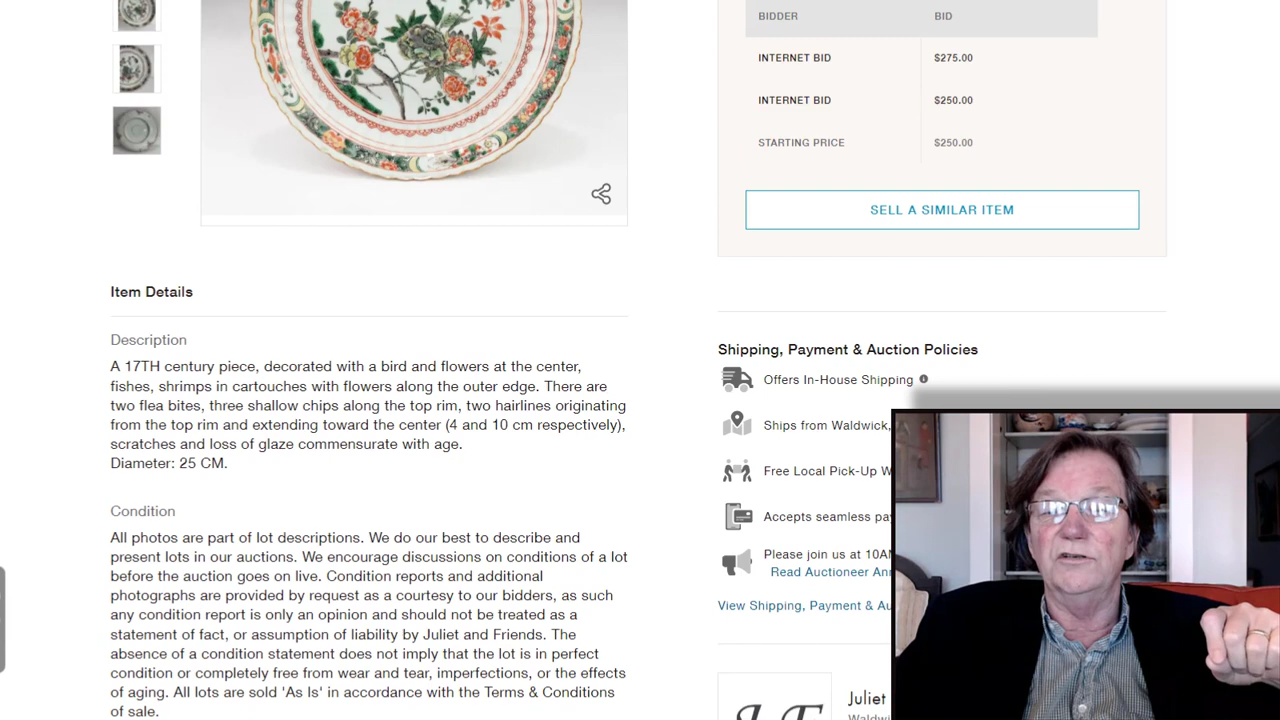 BIDDER BID
INTERNET BID $275.00
INTERNET BID $250.00
STARTING PRICE $250.00
SELL A SIMILAR ITEM
Item Details
Description
A 17TH century piece, decorated with a bird and flowers at the center,
fishes, shrimps in cartouches with flowers along the outer edge. There are
two flea bites, three shallow chips along the top rim, two hairlines originating
from the top rim and extending toward the center (4 and 10 cm respectively),
scratches and loss of glaze commensurate with age.
Diameter: 25 CM.
Condition
All photos are part of lot descriptions. We do our best to describe and
present lots in our auctions. We encourage discussions on conditions of a lot
before the auction goes on live. Condition reports and additional
photographs are provided by request as a courtesy to our bidders, as such
any condition report is only an opinion and should not be treated as a
statement of fact, or assumption of liability by Juliet and Friends. The
absence of a condition statement does not imply that the lot is in perfect
condition or completely free from wear and tear, imperfections, or the effects
of aging. All lots are sold 'As Is' in accordance with the Terms & Conditions
of sale.
Shipping, Payment & Auction Policies
Offers In-House Shipping
Ships from Waldwick,
Free Local Pick-Up W
Accepts seamless pa
Please join us at 10A
Read Auctioneer An
View Shipping, Payment & Au
Juliet